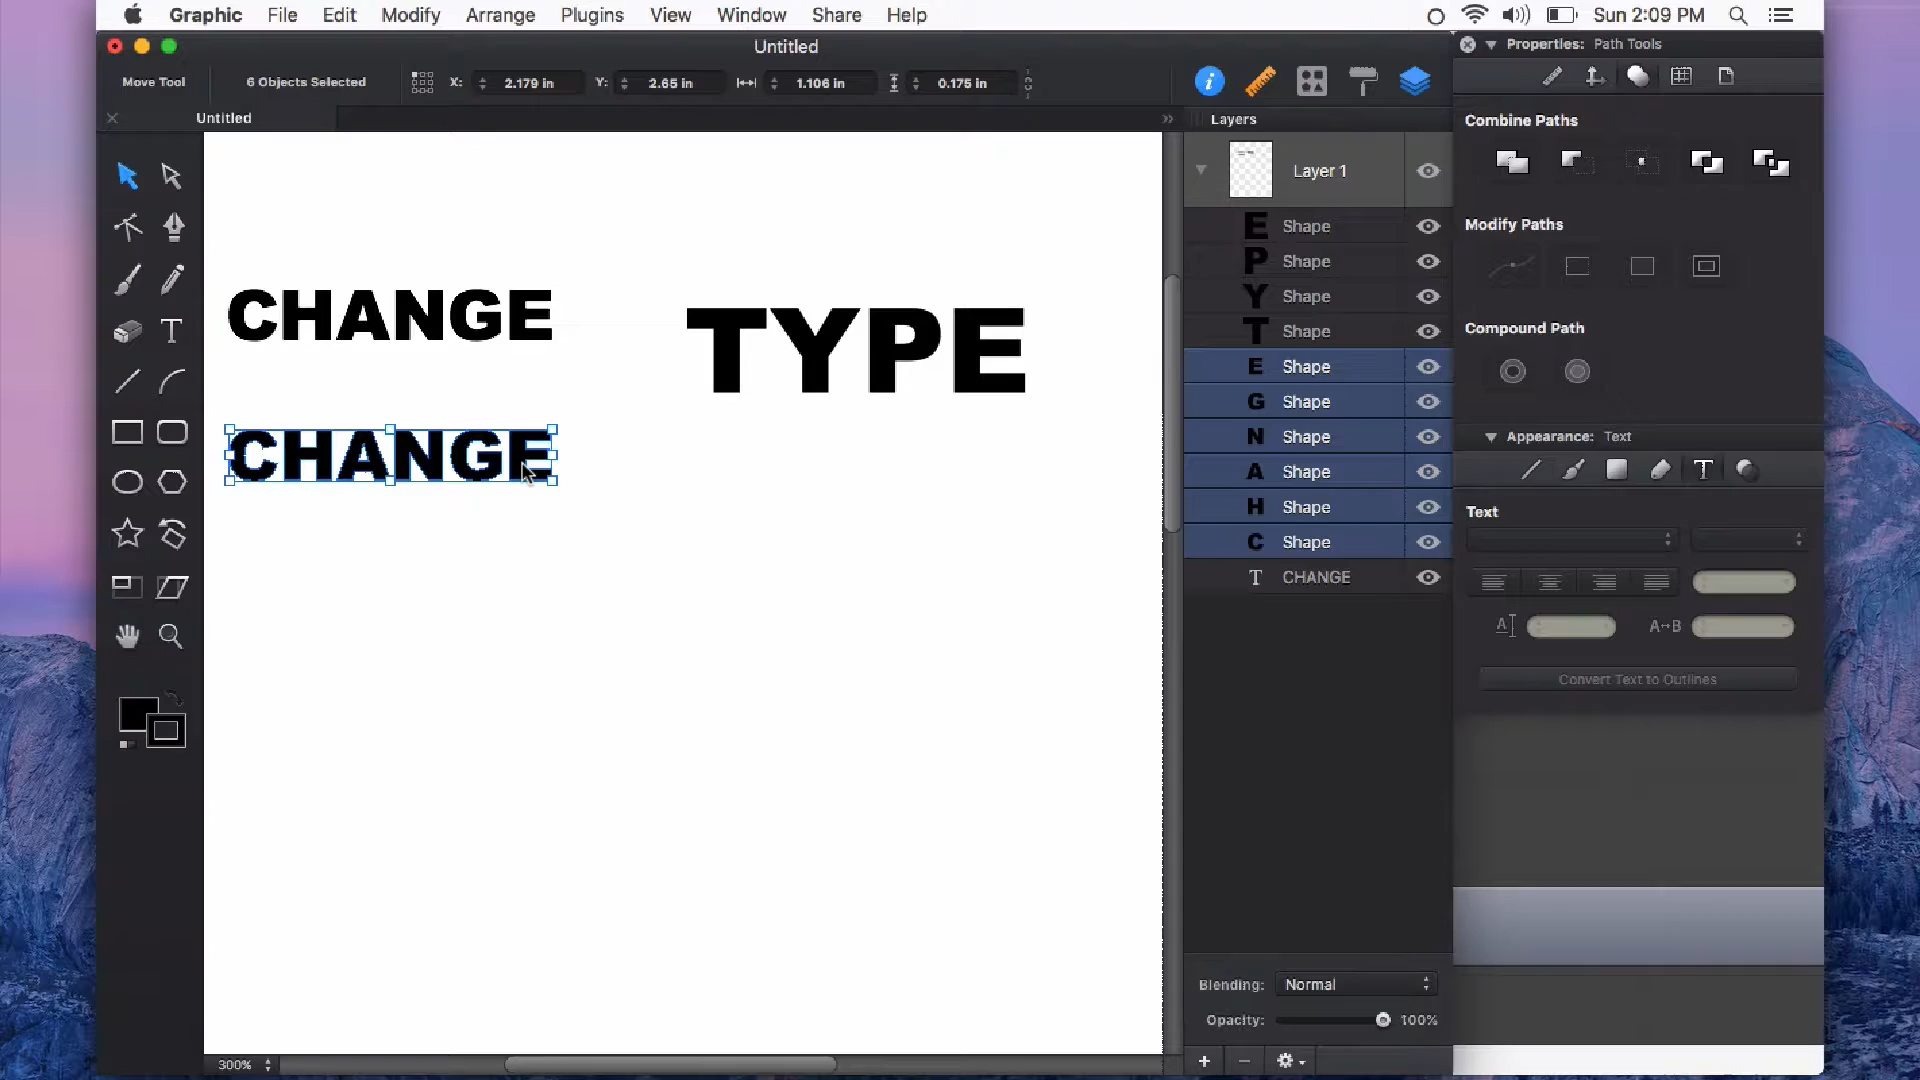 Graphic File Edit Modify Arrange Plugins View Window Share Help Sun 2:09 PM
Untitled
Properties: Path Tools
Move Tool 6 Objects Selected X: 2.179 in Y: 2.65 in 1.106 in 0.175 in
Untitled
Layers
Combine Paths
Layer 1
E Shape
P Shape
Y Shape
T Shape
E Shape
G Shape
N Shape
A Shape
H Shape
C Shape
T CHANGE
Modify Paths
Compound Path
Appearance: Text
Text
A A↔B
Convert Text to Outlines
CHANGE
TYPE
CHANGE
Blending: Normal
Opacity: 100%
300%